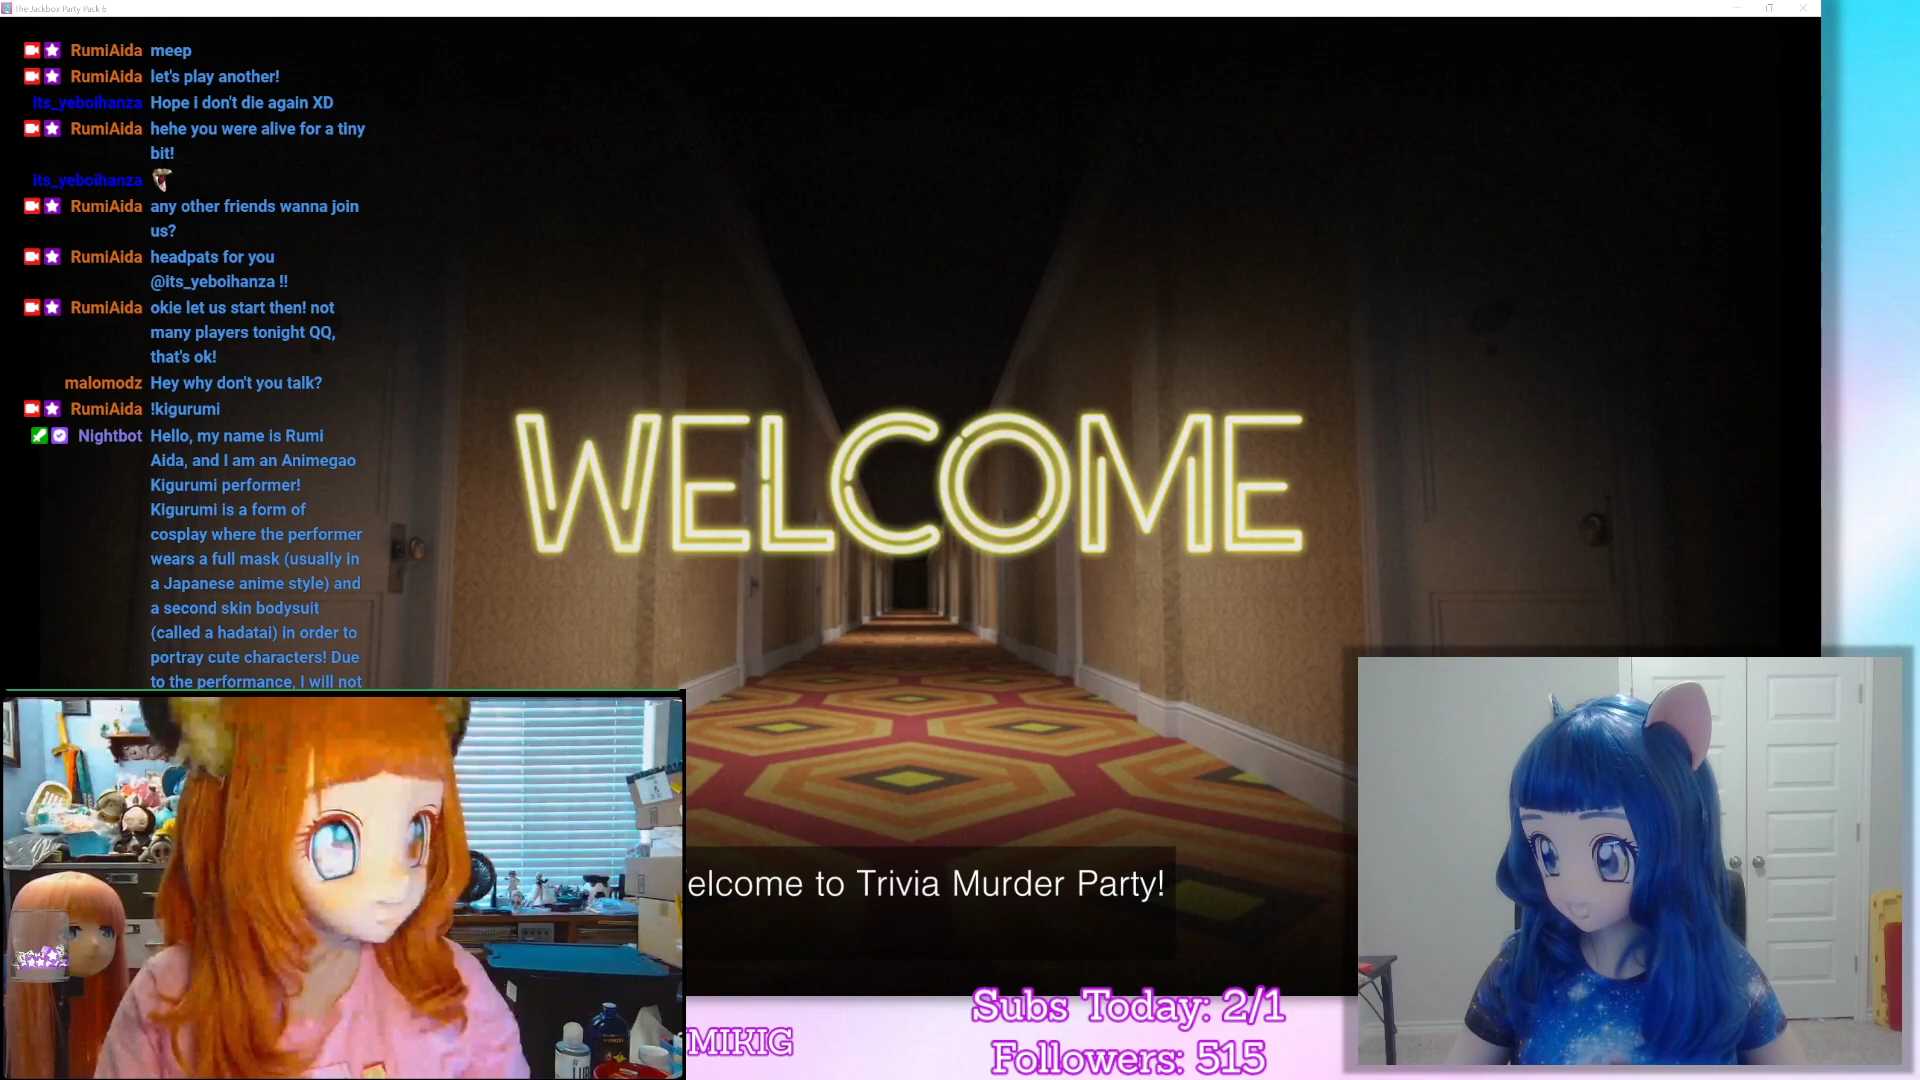 The Jackbox Party Pack 6
RumiAida meep
RumiAida let's play another!
its_yeboihanza Hope i don't die again XD
RumiAida hehe you were alive for a tiny
bit!
its_yeboihanza
RumiAida any other friends wanna join
us?
RumiAida headpats for you
@its_yeboihanza !!
RumiAida okie let us start then! not
many players tonight QQ,
that's ok!
malomodz Hey why don't you talk?
RumiAida !kigurumi
Nightbot Hello, my name is Rumi
Aida, and I am an Animegao
Kigurumi performer!
Kigurumi is a form of
cosplay where the performer
wears a full mask (usually in
a Japanese anime style) and
a second skin bodysuit
(called a hadatai) in order to
portray cute characters! Due
to the performance, I will not
WELCOME
elcome to Trivia Murder Party!
Subs Today: 2/1
MIKIG
Followers: 515